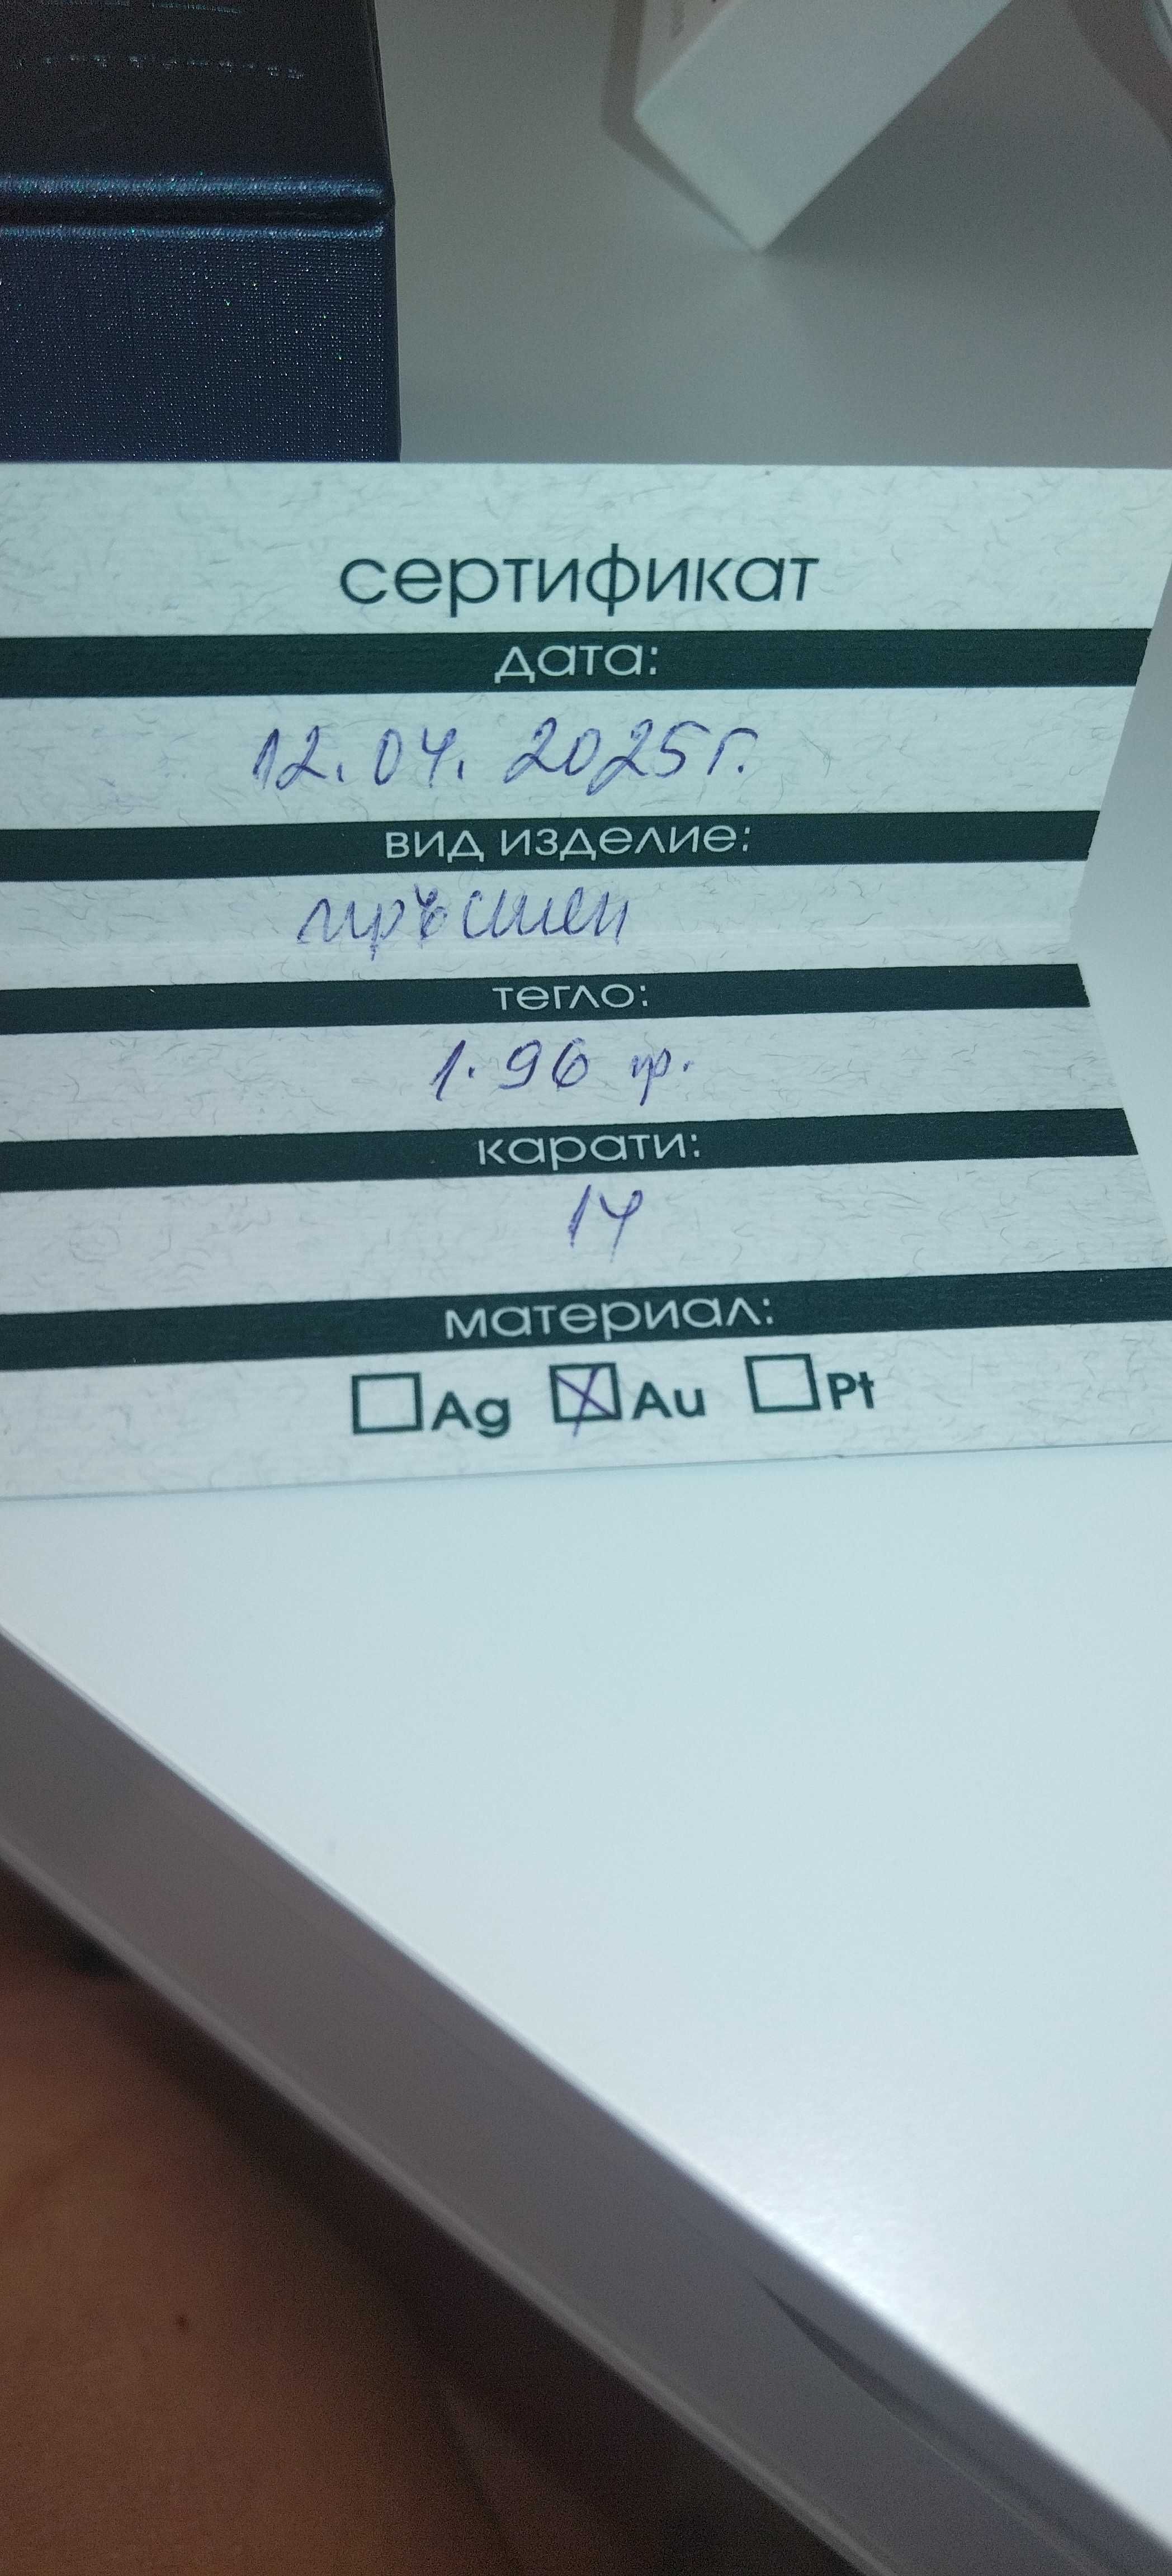 сертификат
дата:
12.04.2025г.
вид изделие:
пръстен
тегло:
1.96 гр.
карати:
14
материал:
Ag ☒ Au Pt